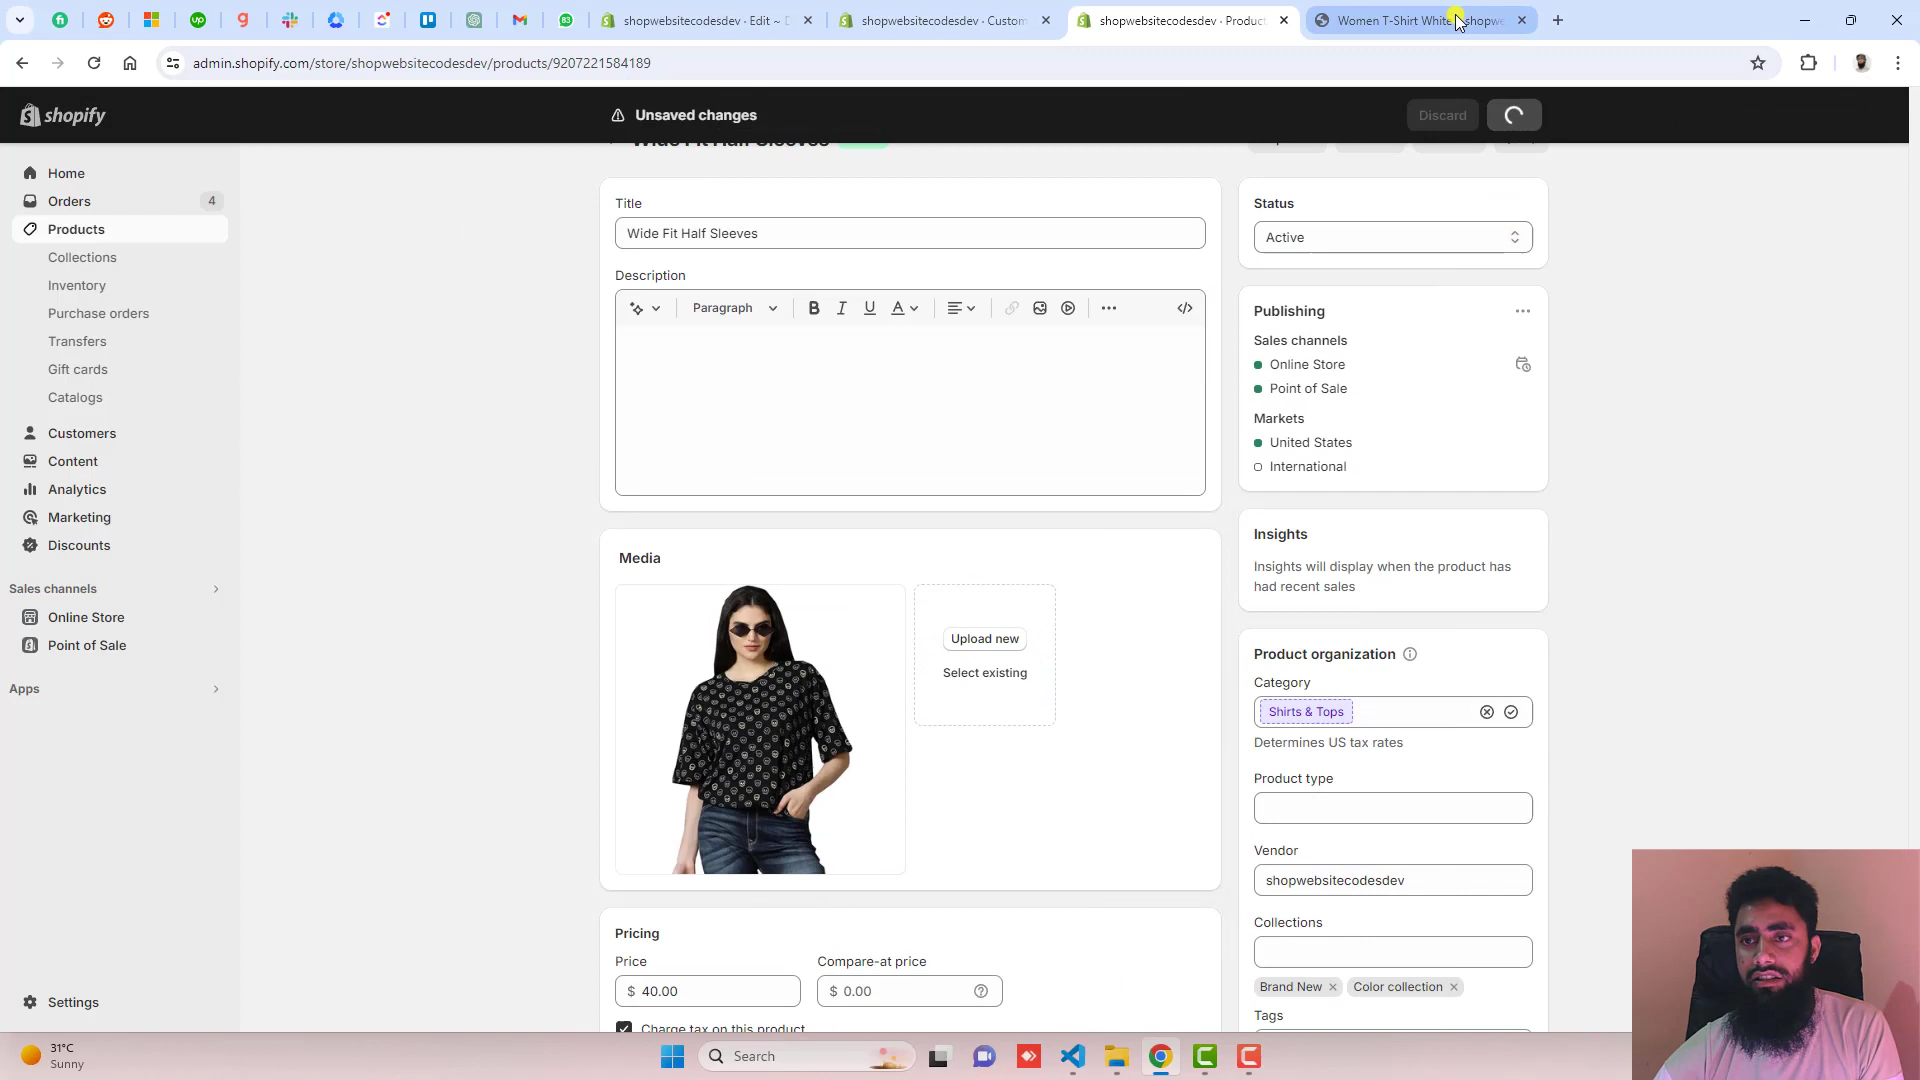 shopwebsitecodesdev · Edit ~ D
shopwebsitecodesdev · Custom
shopwebsitecodesdev · Product
Women T-Shirt White shopwe
admin.shopify.com/store/shopwebsitecodesdev/products/9207221584189
shopify
Unsaved changes
Discard
Home
Orders
4
Products
Collections
Inventory
Purchase orders
Transfers
Gift cards
Catalogs
Customers
Content
Analytics
Marketing
Discounts
Sales channels
Online Store
Point of Sale
Apps
Settings
Wide Fit Half Sleeves
Title
Wide Fit Half Sleeves
Description
Paragraph
B I U A
Media
Upload new
Select existing
Pricing
Price
Compare-at price
$ 40.00
$ 0.00
Charge tax on this product
Status
Active
Publishing
Sales channels
Online Store
Point of Sale
Markets
United States
International
Insights
Insights will display when the product has
had recent sales
Product organization
Category
Shirts & Tops
Determines US tax rates
Product type
Vendor
shopwebsitecodesdev
Collections
Brand New
Color collection
Tags
31°C
Sunny
Search